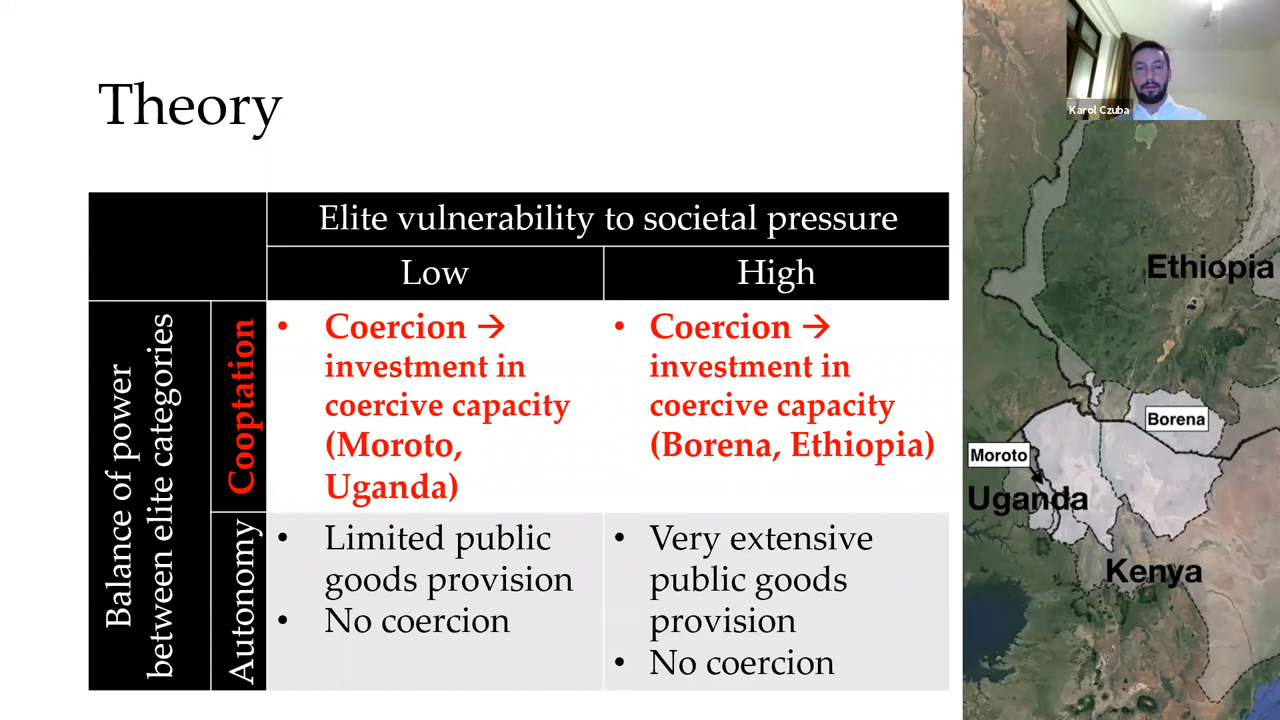 Theory
Elite vulnerability to societal pressure
Low
High
Balance of power
between elite categories
Cooptation
• Coercion →
investment in
coercive capacity
(Moroto,
Uganda)
• Coercion →
investment in
coercive capacity
(Borena, Ethiopia)
Autonomy
• Limited public
goods provision
• No coercion
• Very extensive
public goods
provision
• No coercion
Karol Czuba
Ethiopia
Borena
Moroto
Uganda
Kenya